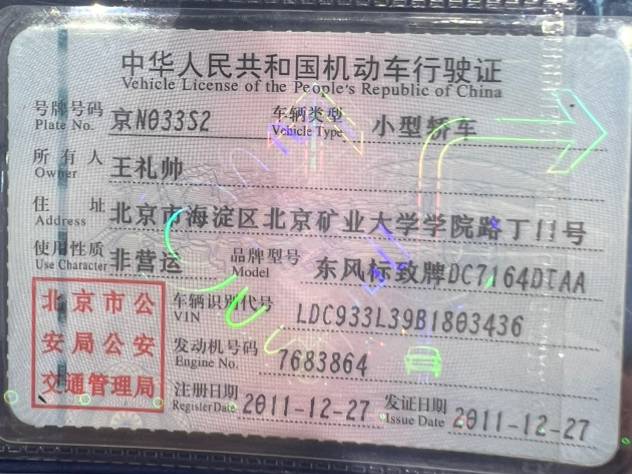 中华人民共和国机动车行驶证
Vehicle License of the People's Republic of China
号牌号码 京N033S2 车辆类型 小型轿车
Plate No. Vehicle Type
所有人 王礼帅
Owner
住址 北京市海淀区北京矿业大学学院路丁11号
Address
使用性质 非营运 品牌型号 东风标致牌DC7164DTAA
Use Character Model
北京市公安局公安交通管理局
车辆识别代号 LDC933L39B1803436
VIN
发动机号码 7683864
Engine No.
注册日期 2011-12-27 发证日期 2011-12-27
Register Date Issue Date